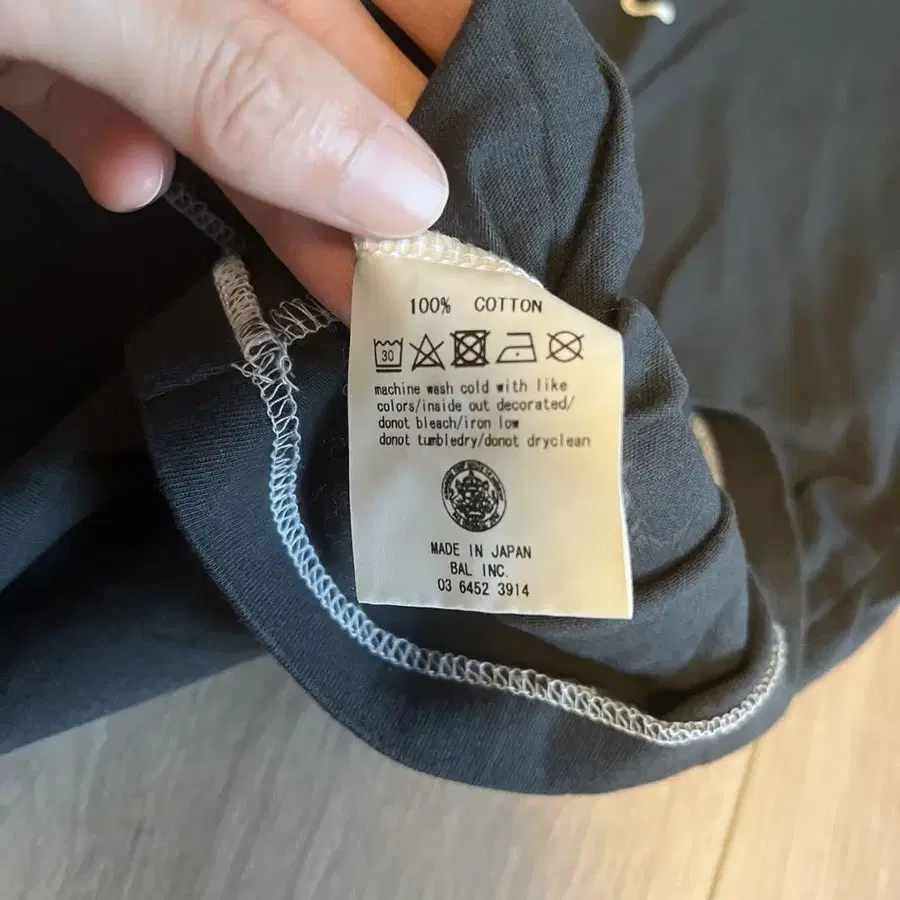 100% COTTON
30
machine wash cold with like
colors/inside out decorated/
donot bleach/iron low
donot tumbledry/donot dryclean
MADE IN JAPAN
BAL INC.
03 6452 3914